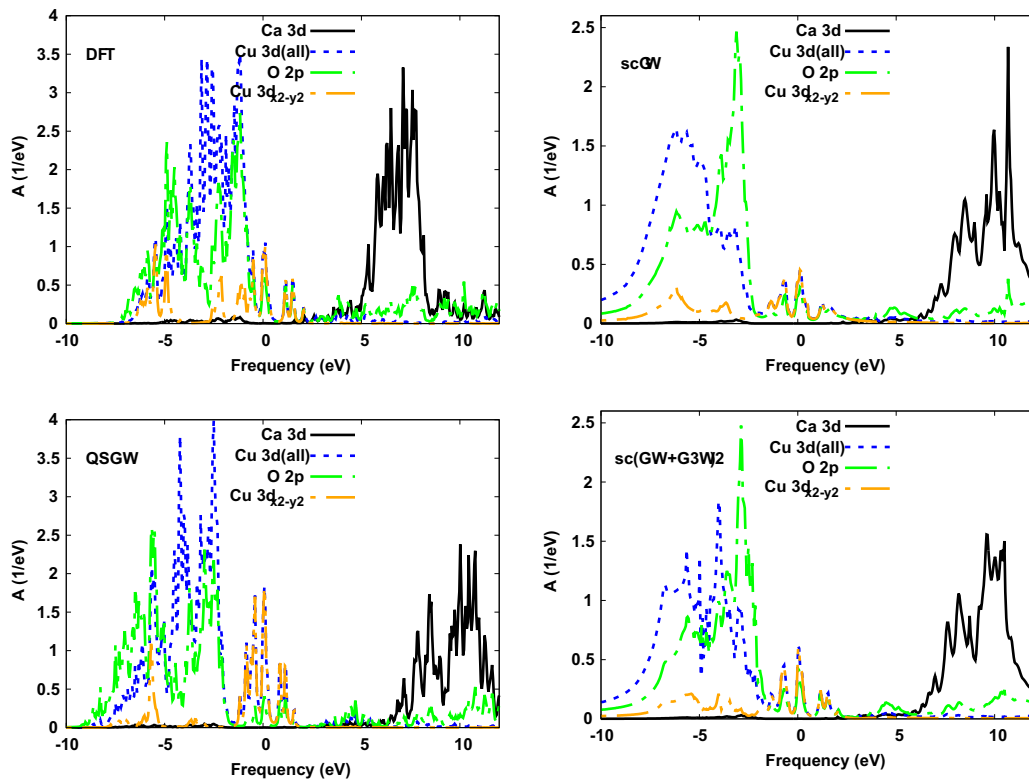 DFT
Ca 3d
Cu 3d(all)
O 2p
Cu 3dx2-y2
A (1/eV)
4
3.5
3
2.5
2
1.5
1
0.5
0
-10
-5
0
5
10
Frequency (eV)
scGW
Ca 3d
Cu 3d(all)
O 2p
Cu 3dx2-y2
A (1/eV)
2.5
2
1.5
1
0.5
0
-10
-5
0
5
10
Frequency (eV)
QSGW
Ca 3d
Cu 3d(all)
O 2p
Cu 3dx2-y2
A (1/eV)
4
3.5
3
2.5
2
1.5
1
0.5
0
-10
-5
0
5
10
Frequency (eV)
sc(GW+G3W2)
Ca 3d
Cu 3d(all)
O 2p
Cu 3dx2-y2
A (1/eV)
2.5
2
1.5
1
0.5
0
-10
-5
0
5
10
Frequency (eV)